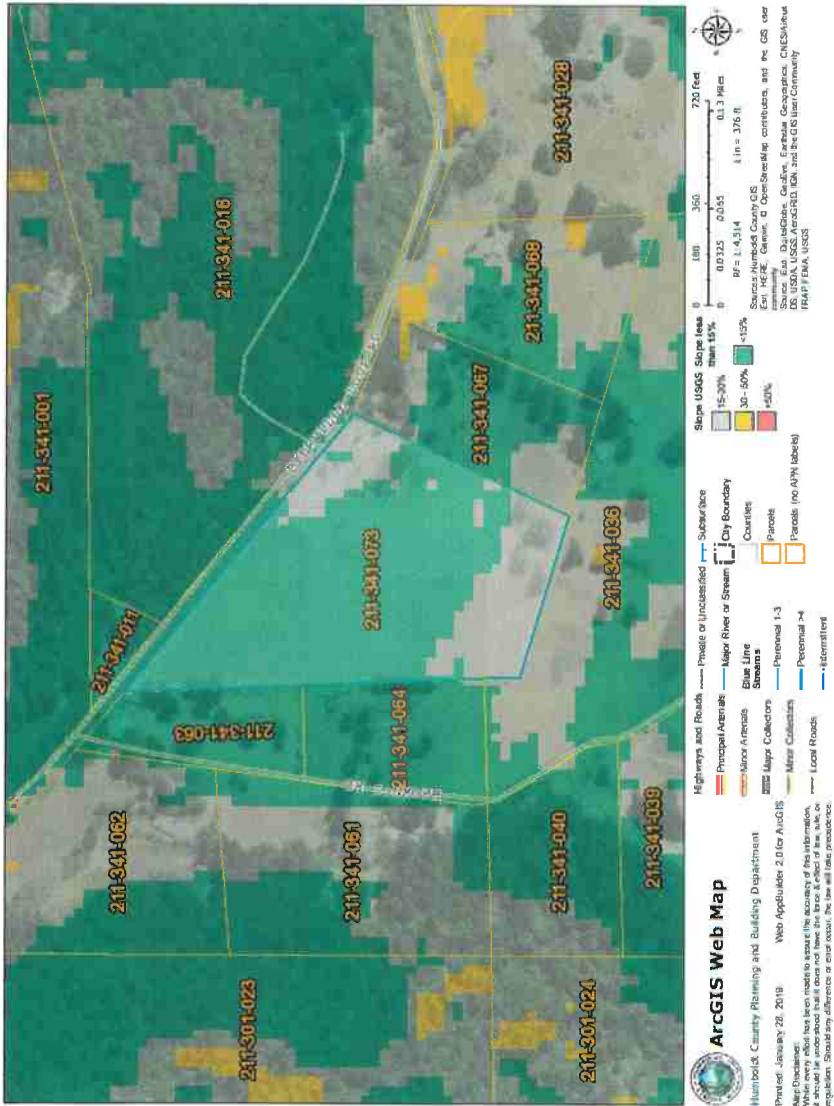 211-341-001
211-341-016
211-341-028
211-341-011
211-341-073
211-341-067
211-341-068
211-341-063
211-341-064
211-341-036
211-341-062
211-341-061
211-341-040
211-341-039
211-301-023
211-301-024
ArcGIS Web Map
Humboldt County Planning and Building Department
Printed: January 28, 2019
Web AppBuilder 2.0 for ArcGIS
Map Disclaimer:
While every effort has been made to assure the accuracy of this information,
it should be understood that it does not have the force & effect of law, rule, or
regulation. Should any difference or error occur, the law will take precedence.
Highways and Roads
Principal Arterials
Minor Arterials
Major Collectors
Minor Collectors
Local Roads
Private or Unclassified
Major River or Stream
Blue Line
Streams
Perennial 1-3
Perennial >4
Intermittent
Subsurface
City Boundary
Counties
Parcels
Parcels (no APN labels)
Slope USGS
15-30%
30 - 50%
>50%
Slope less
than 15%
<15%
0 180 360 720 Feet
0 0.0325 0.065 0.13 Miles
RF= 1:4,514 1 in = 376 ft
Sources: Humboldt County GIS
Esri, HERE, Garmin, © OpenStreetMap contributors, and the GIS user
community
Source: Esri, DigitalGlobe, GeoEye, Earthstar Geographics, CNES/Airbus
DS, USDA, USGS, AeroGRID, IGN, and the GIS User Community
FRAP, FEMA, USGS
N